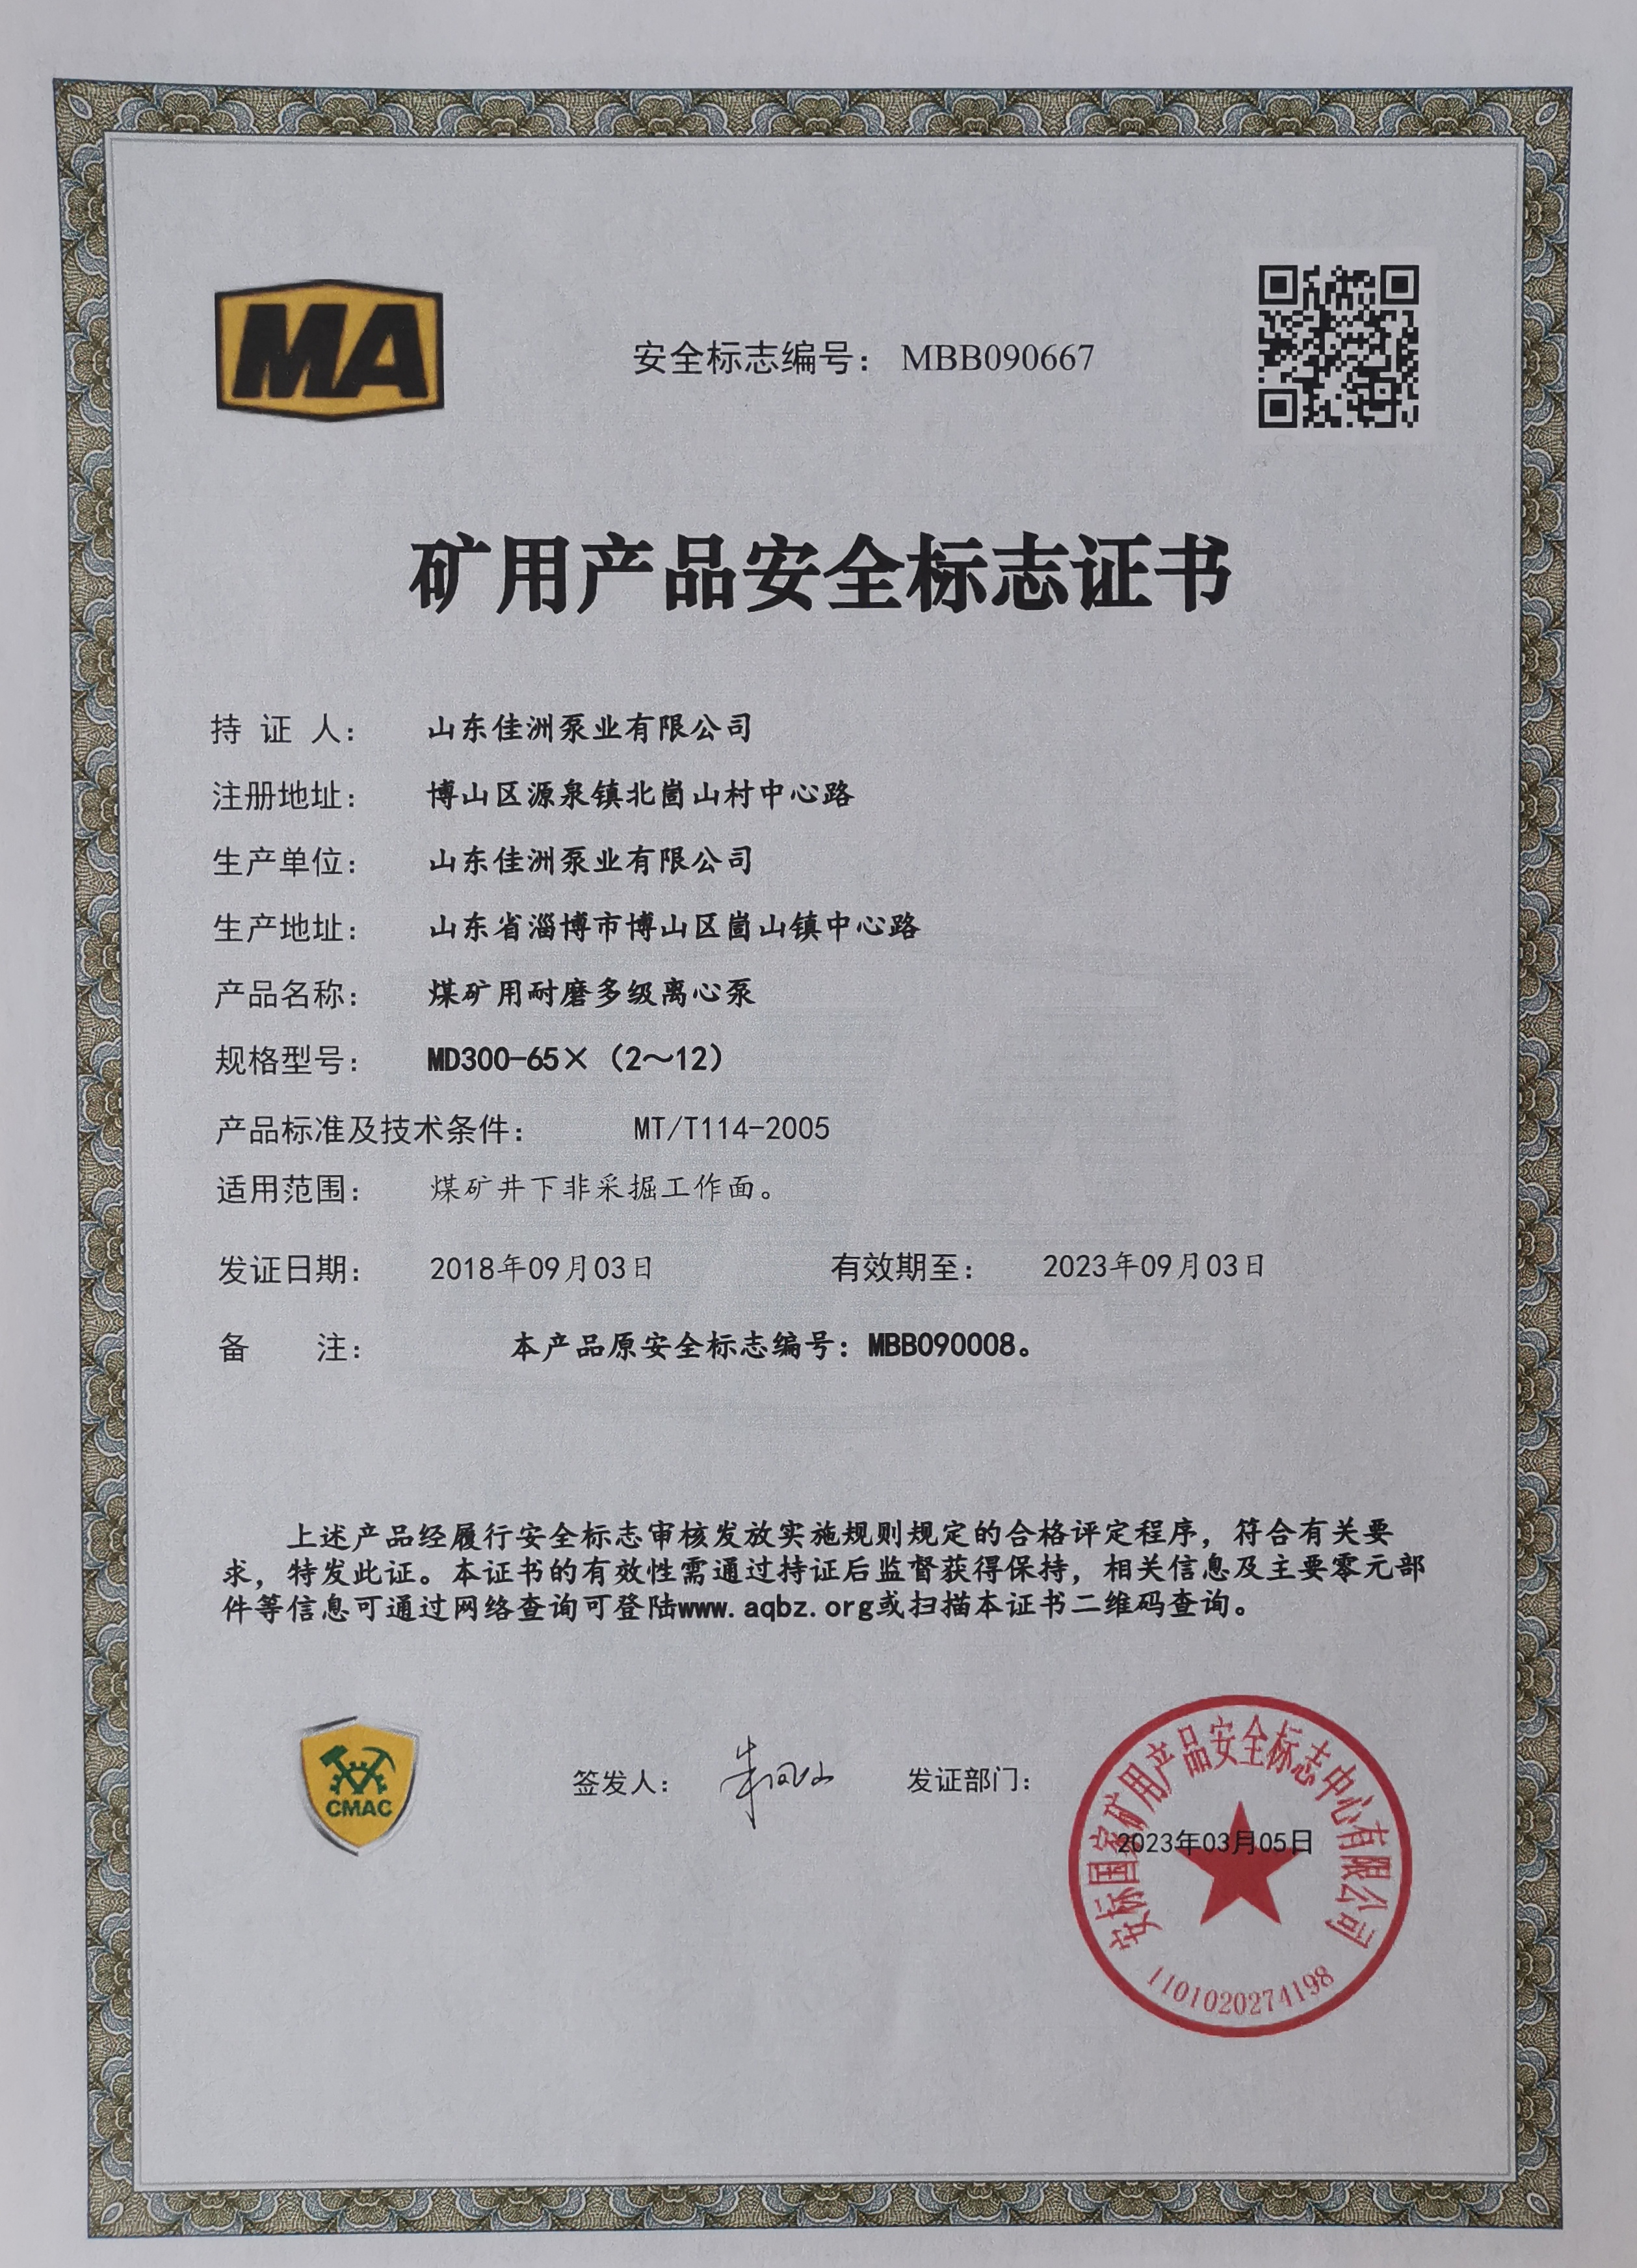 MA
安全标志编号： MBB090667
矿用产品安全标志证书
持 证 人： 山东佳洲泵业有限公司
注册地址： 博山区源泉镇北崮山村中心路
生产单位： 山东佳洲泵业有限公司
生产地址： 山东省淄博市博山区崮山镇中心路
产品名称： 煤矿用耐磨多级离心泵
规格型号： MD300-65×（2～12）
产品标准及技术条件： MT/T114-2005
适用范围： 煤矿井下非采掘工作面。
发证日期： 2018年09月03日 有效期至： 2023年09月03日
备 注： 本产品原安全标志编号：MBB090008。
上述产品经履行安全标志审核发放实施规则规定的合格评定程序，符合有关要
求，特发此证。本证书的有效性需通过持证后监督获得保持，相关信息及主要零元部
件等信息可通过网络查询可登陆www.aqbz.org或扫描本证书二维码查询。
CMAC
签发人： 发证部门：
安标国家矿用产品安全标志中心有限公司
2023年03月05日
1101020274198